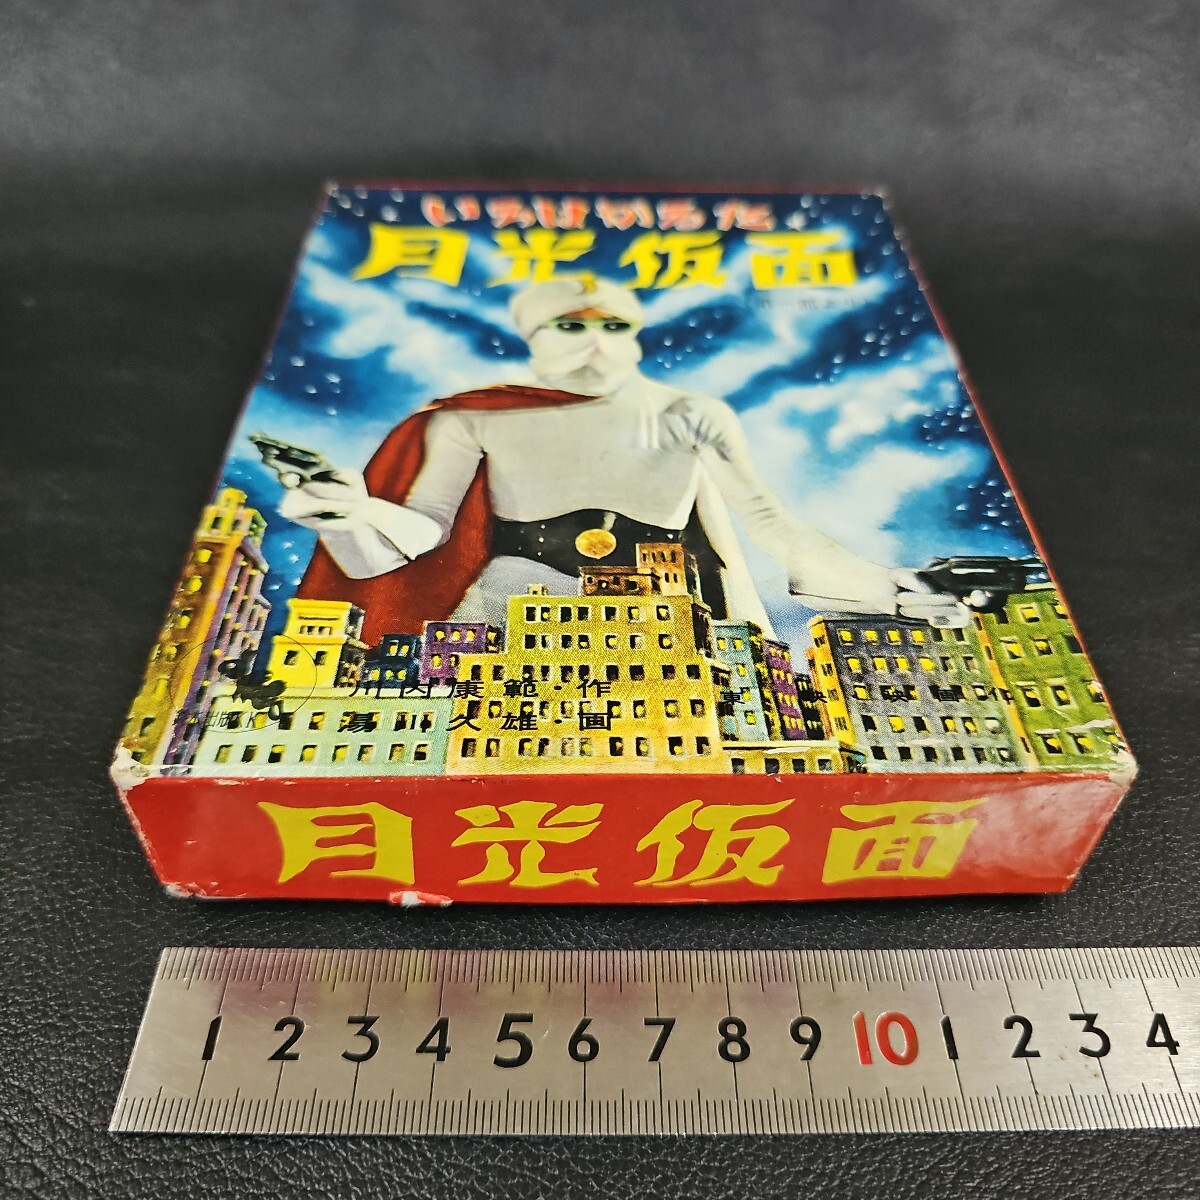 いろはかるた
月光仮面
川内康範・作
湯川久雄・画
月光仮面
1 2 3 4 5 6 7 8 9 10 1 2 3 4